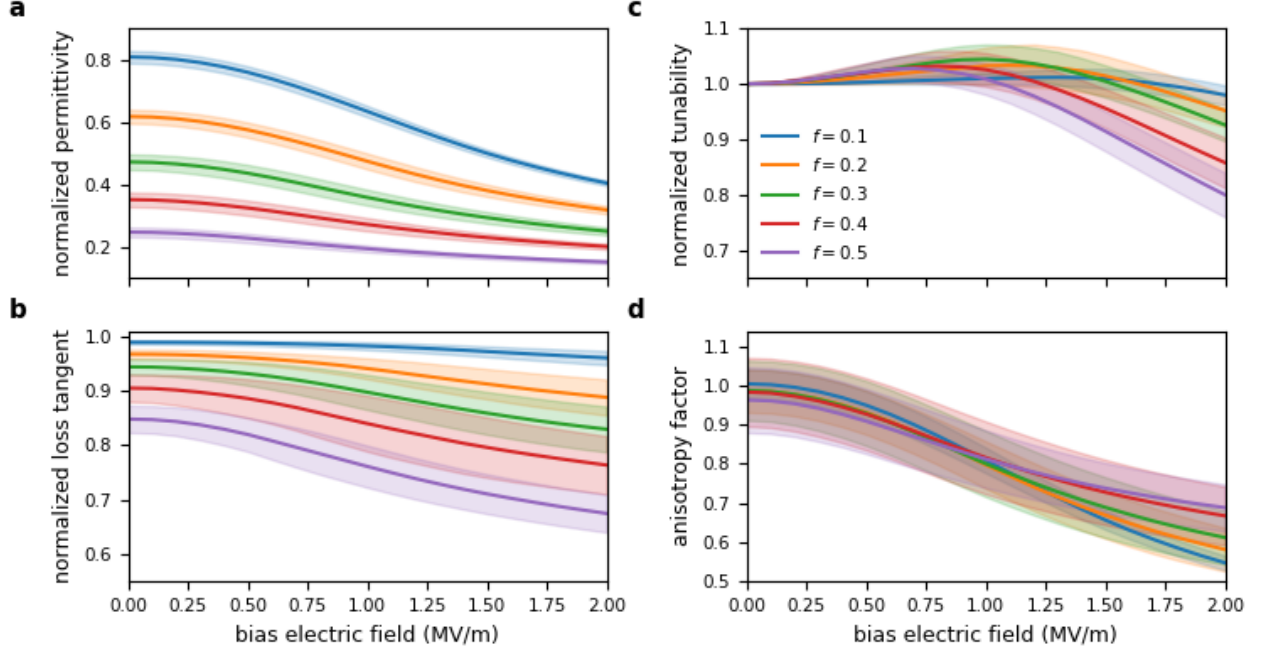 a
normalized permittivity
0.8
0.6
0.4
0.2
c
normalized tunability
1.1
1.0
0.9
0.8
0.7
f = 0.1
f = 0.2
f = 0.3
f = 0.4
f = 0.5
b
normalized loss tangent
1.0
0.9
0.8
0.7
0.6
0.00 0.25 0.50 0.75 1.00 1.25 1.50 1.75 2.00
bias electric field (MV/m)
d
anisotropy factor
1.1
1.0
0.9
0.8
0.7
0.6
0.5
0.00 0.25 0.50 0.75 1.00 1.25 1.50 1.75 2.00
bias electric field (MV/m)